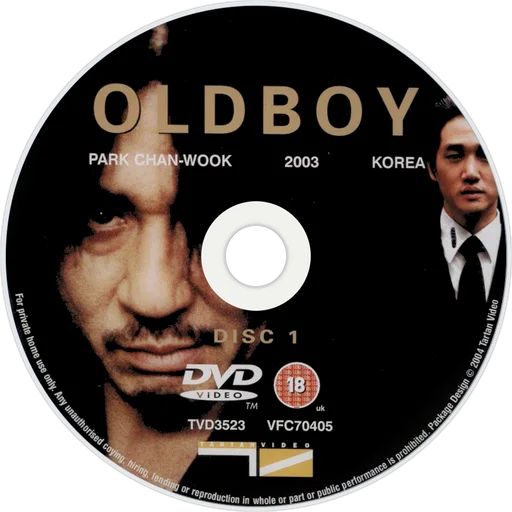 OLDBOY
PARK CHAN-WOOK 2003 KOREA
DISC 1
DVD
VIDEO
TM
18
uk
TVD3523 VFC70405
TARTAN VIDEO
For private home use only. Any unauthorised copying, hiring, lending or reproduction in whole or part or public performance is prohibited. Package Design © 2004 Tartan Video